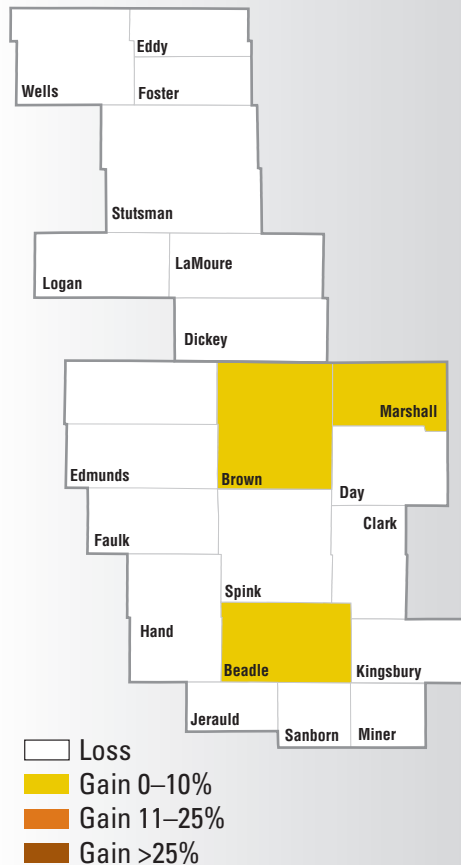 Eddy
Wells
Foster
Stutsman
LaMoure
Logan
Dickey
Marshall
Edmunds
Brown
Day
Clark
Faulk
Spink
Hand
Beadle
Kingsbury
Jerauld
Sanborn
Miner
Loss
Gain 0–10%
Gain 11–25%
Gain >25%